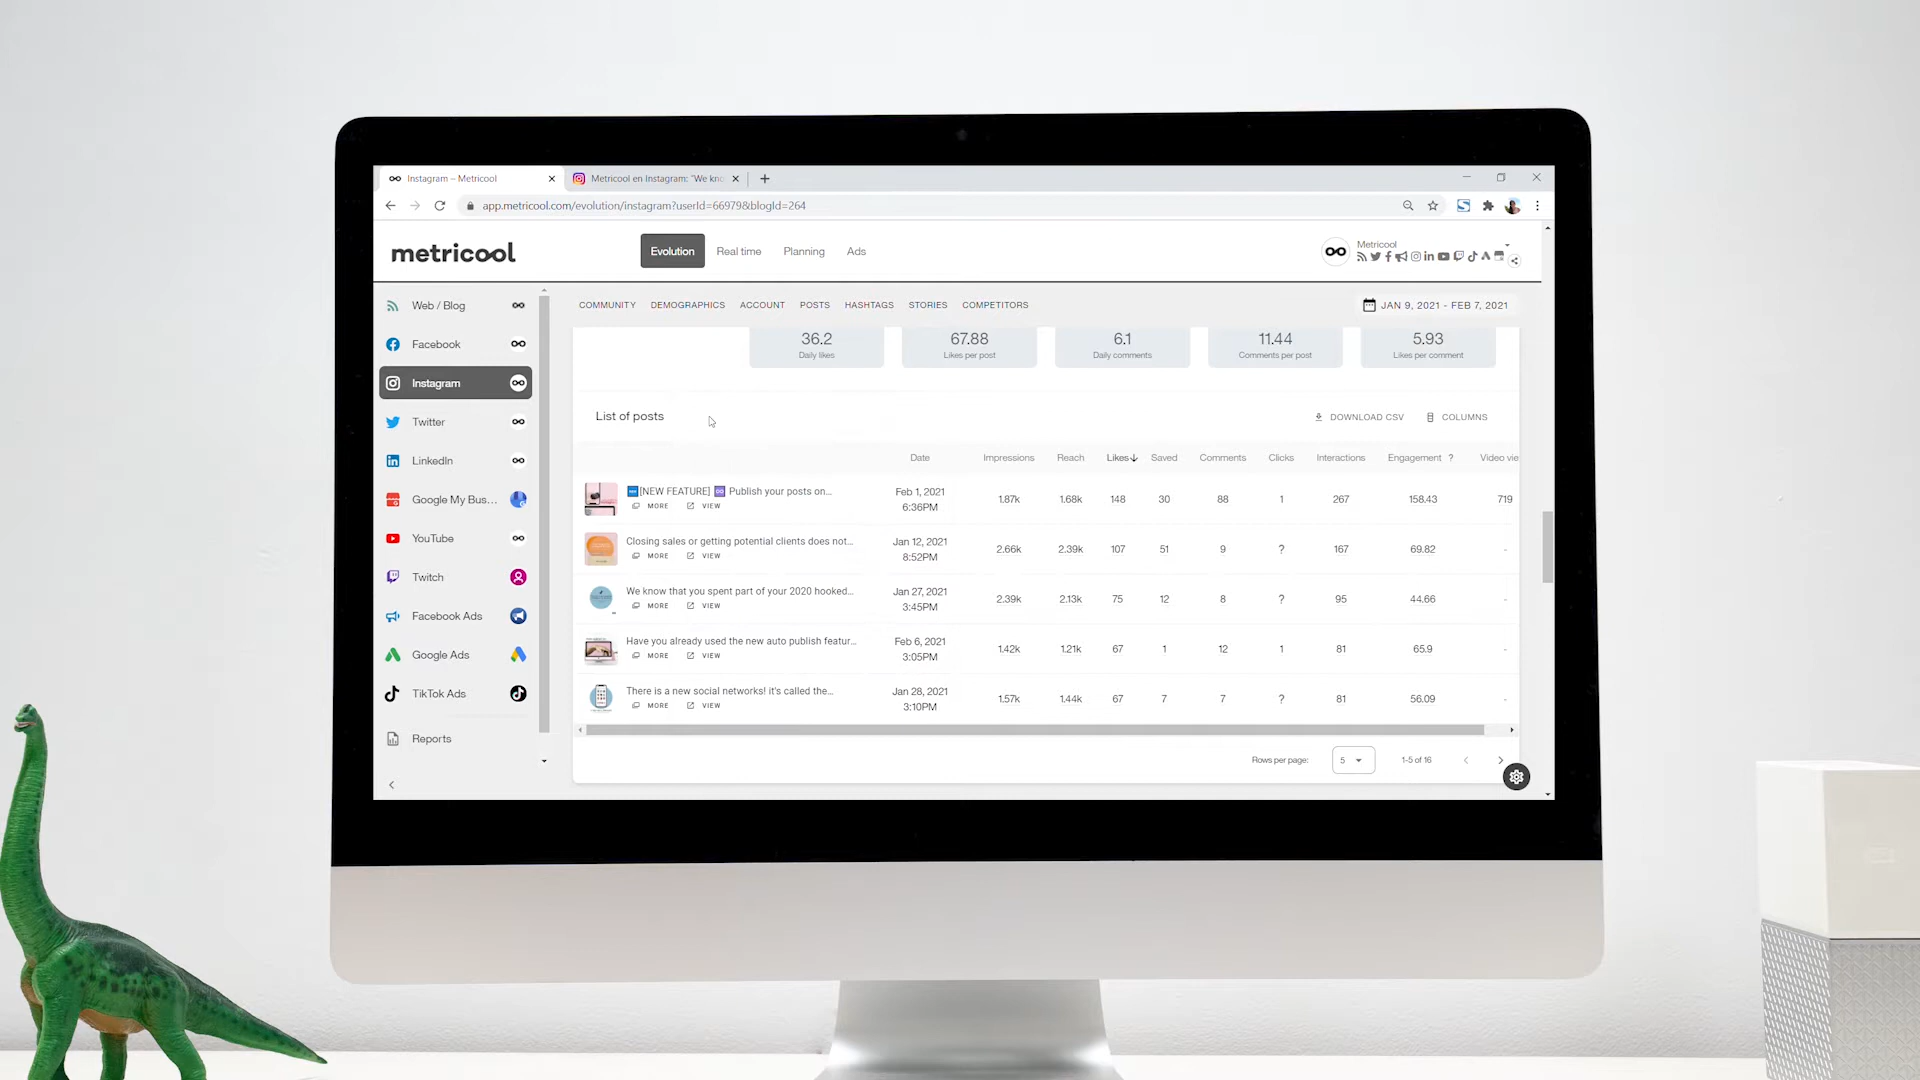 Instagram – Metricool
Metricool en Instagram: "We kno
app.metricool.com/evolution/instagram?userId=66979&blogId=264
metricool
Evolution Real time Planning Ads
Metricool
COMMUNITY DEMOGRAPHICS ACCOUNT POSTS HASHTAGS STORIES COMPETITORS
JAN 9, 2021 - FEB 7, 2021
Web / Blog
Facebook
Instagram
Twitter
LinkedIn
Google My Bus...
YouTube
Twitch
Facebook Ads
Google Ads
TikTok Ads
Reports
36.2 67.88 6.1 11.44 5.93
Daily likes Likes per post Daily comments Comments per post Likes per comment
List of posts
DOWNLOAD CSV COLUMNS
Date Impressions Reach Likes Saved Comments Clicks Interactions Engagement ? Video vie
🆕[NEW FEATURE] ♾ Publish your posts on...
MORE VIEW
Feb 1, 2021
6:36PM
1.87k 1.68k 148 30 88 1 267 158.43 719
Closing sales or getting potential clients does not...
MORE VIEW
Jan 12, 2021
8:52PM
2.66k 2.39k 107 51 9 ? 167 69.82 -
We know that you spent part of your 2020 hooked...
MORE VIEW
Jan 27, 2021
3:45PM
2.39k 2.13k 75 12 8 ? 95 44.66 -
Have you already used the new auto publish featur...
MORE VIEW
Feb 6, 2021
3:05PM
1.42k 1.21k 67 1 12 1 81 65.9 -
There is a new social networks! it's called the...
MORE VIEW
Jan 28, 2021
3:10PM
1.57k 1.44k 67 7 7 ? 81 56.09 -
Rows per page: 5 1-5 of 16